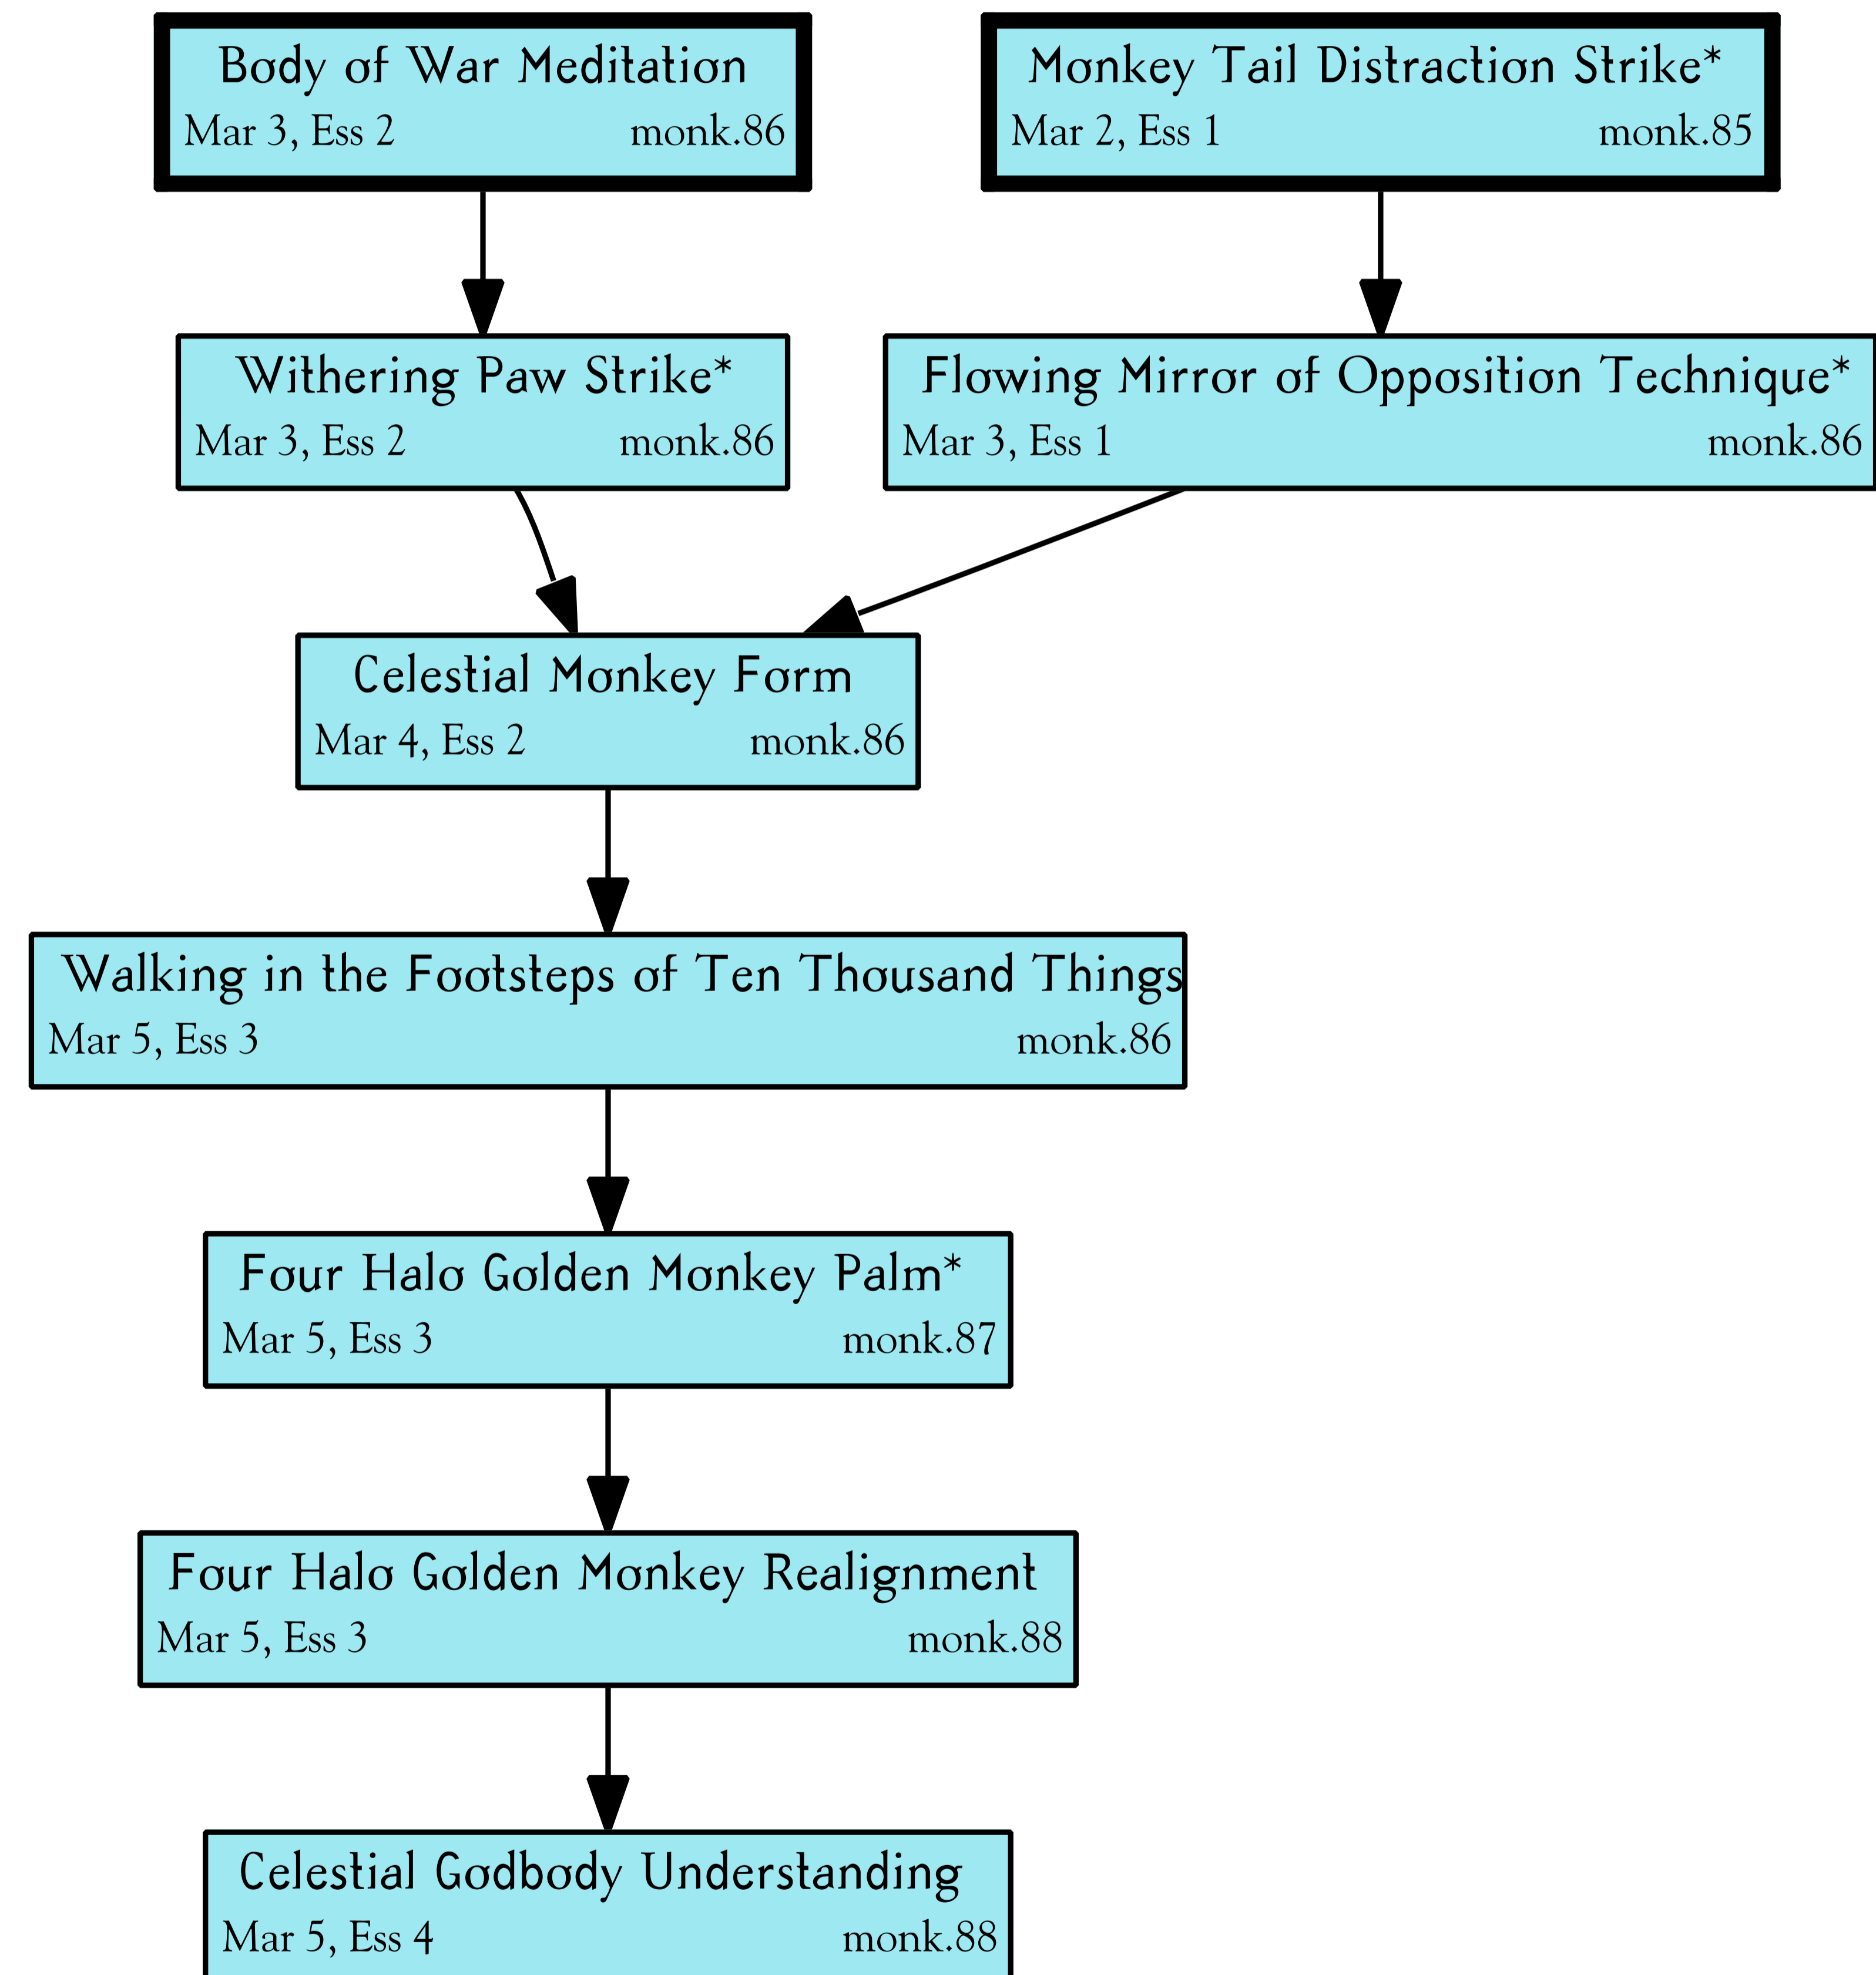 Body of War Meditation
Mar 3, Ess 2 monk.86
Monkey Tail Distraction Strike*
Mar 2, Ess 1 monk.85
Withering Paw Strike*
Mar 3, Ess 2 monk.86
Flowing Mirror of Opposition Technique*
Mar 3, Ess 1 monk.86
Celestial Monkey Form
Mar 4, Ess 2 monk.86
Walking in the Footsteps of Ten Thousand Things
Mar 5, Ess 3 monk.86
Four Halo Golden Monkey Palm*
Mar 5, Ess 3 monk.87
Four Halo Golden Monkey Realignment
Mar 5, Ess 3 monk.88
Celestial Godbody Understanding
Mar 5, Ess 4 monk.88